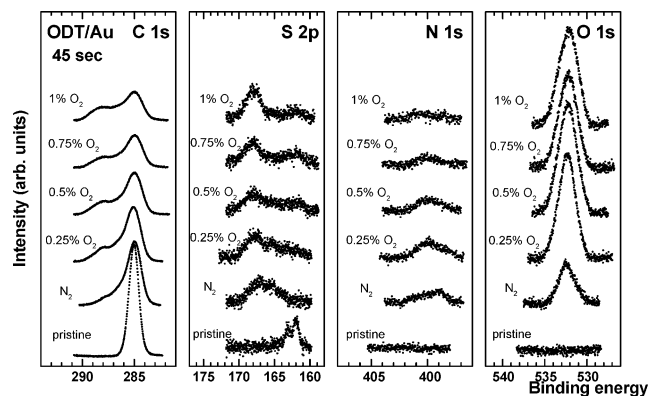 ODT/Au C 1s
45 sec
1% O2
0.75% O2
0.5% O2
0.25% O2
N2
pristine
290 285
S 2p
1% O2
0.75% O2
0.5% O2
0.25% O2
N2
pristine
175 170 165 160
N 1s
1% O2
0.75% O2
0.5% O2
0.25% O2
N2
pristine
405 400
O 1s
1% O2
0.75% O2
0.5% O2
0.25% O2
N2
pristine
540 535 530
Intensity (arb. units)
Binding energy